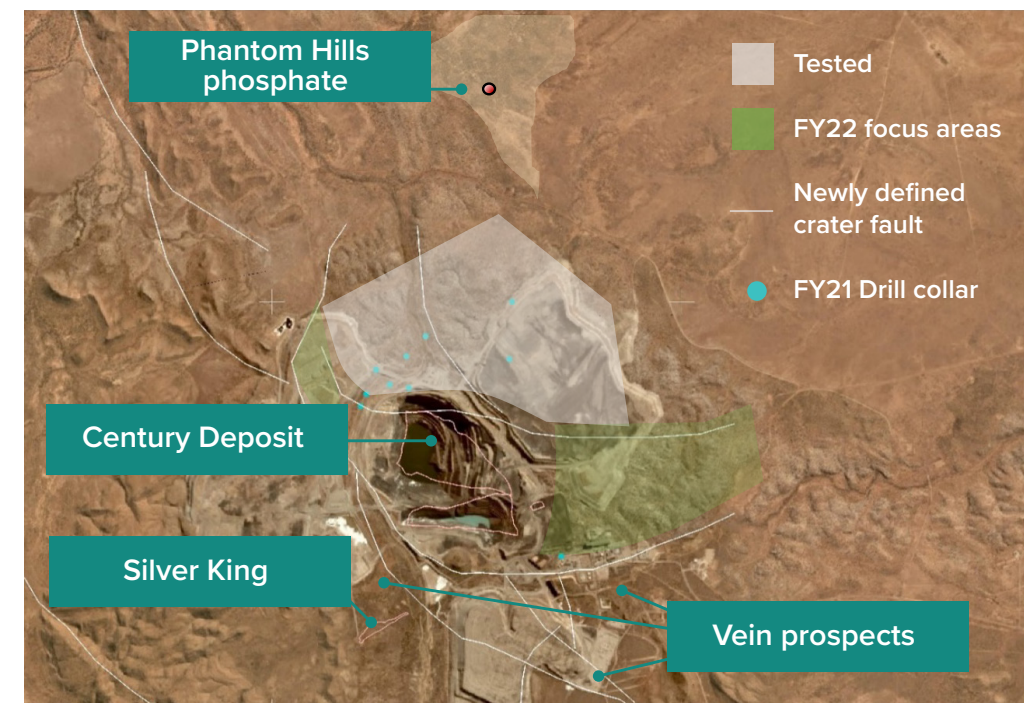 Phantom Hills
phosphate
Tested
FY22 focus areas
Newly defined
crater fault
FY21 Drill collar
Century Deposit
Silver King
Vein prospects